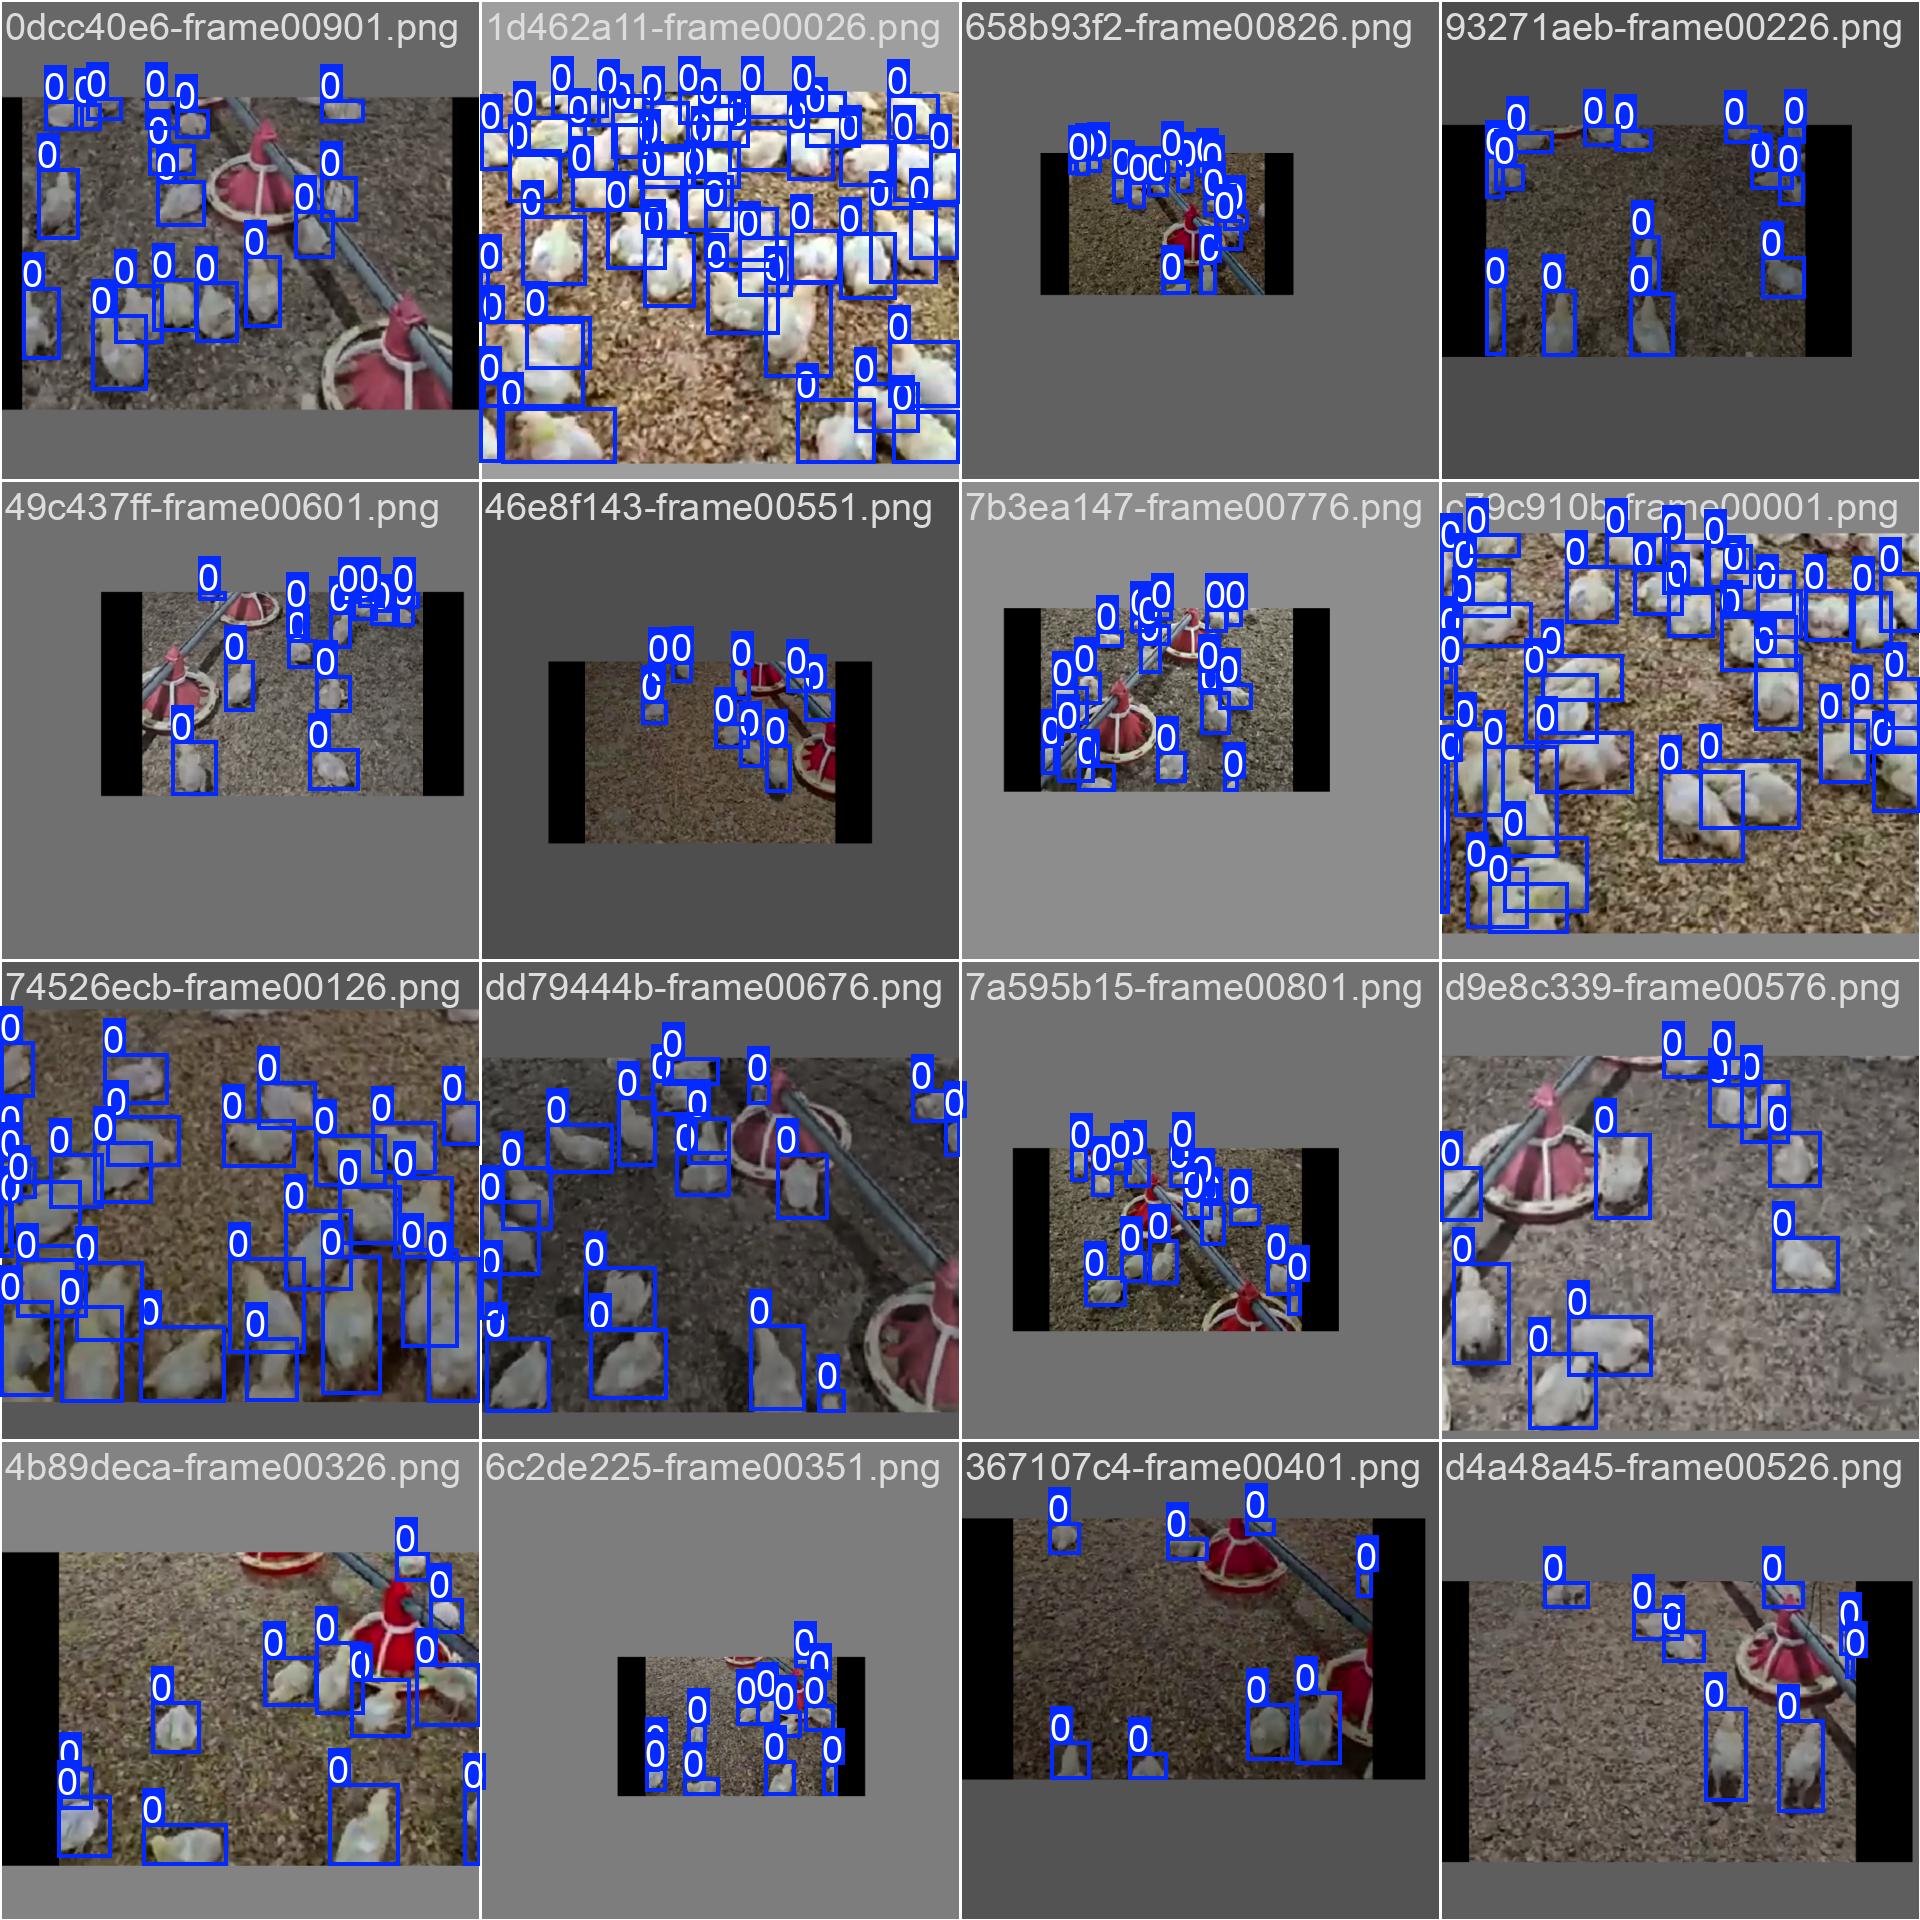 0dcc40e6-frame00901.png
1d462a11-frame00026.png
658b93f2-frame00826.png
93271aeb-frame00226.png
49c437ff-frame00601.png
46e8f143-frame00551.png
7b3ea147-frame00776.png
c79c910b-frame00001.png
74526ecb-frame00126.png
dd79444b-frame00676.png
7a595b15-frame00801.png
d9e8c339-frame00576.png
4b89deca-frame00326.png
6c2de225-frame00351.png
367107c4-frame00401.png
d4a48a45-frame00526.png